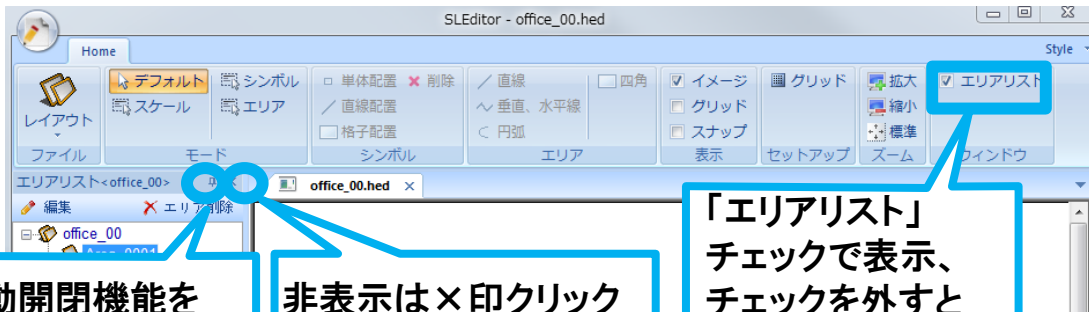 SLEditor - office_00.hed
Home
Style
レイアウト
デフォルト
スケール
シンボル
エリア
単体配置
削除
直線配置
格子配置
直線
四角
垂直、水平線
円弧
イメージ
グリッド
スナップ
グリッド
拡大
縮小
標準
エリアリスト
ファイル
モード
シンボル
エリア
表示
セットアップ
ズーム
ウィンドウ
エリアリスト<office_00>
office_00.hed
編集
エリア削除
office_00
動開閉機能を
非表示は×印クリック
「エリアリスト」
チェックで表示、
チェックを外すと